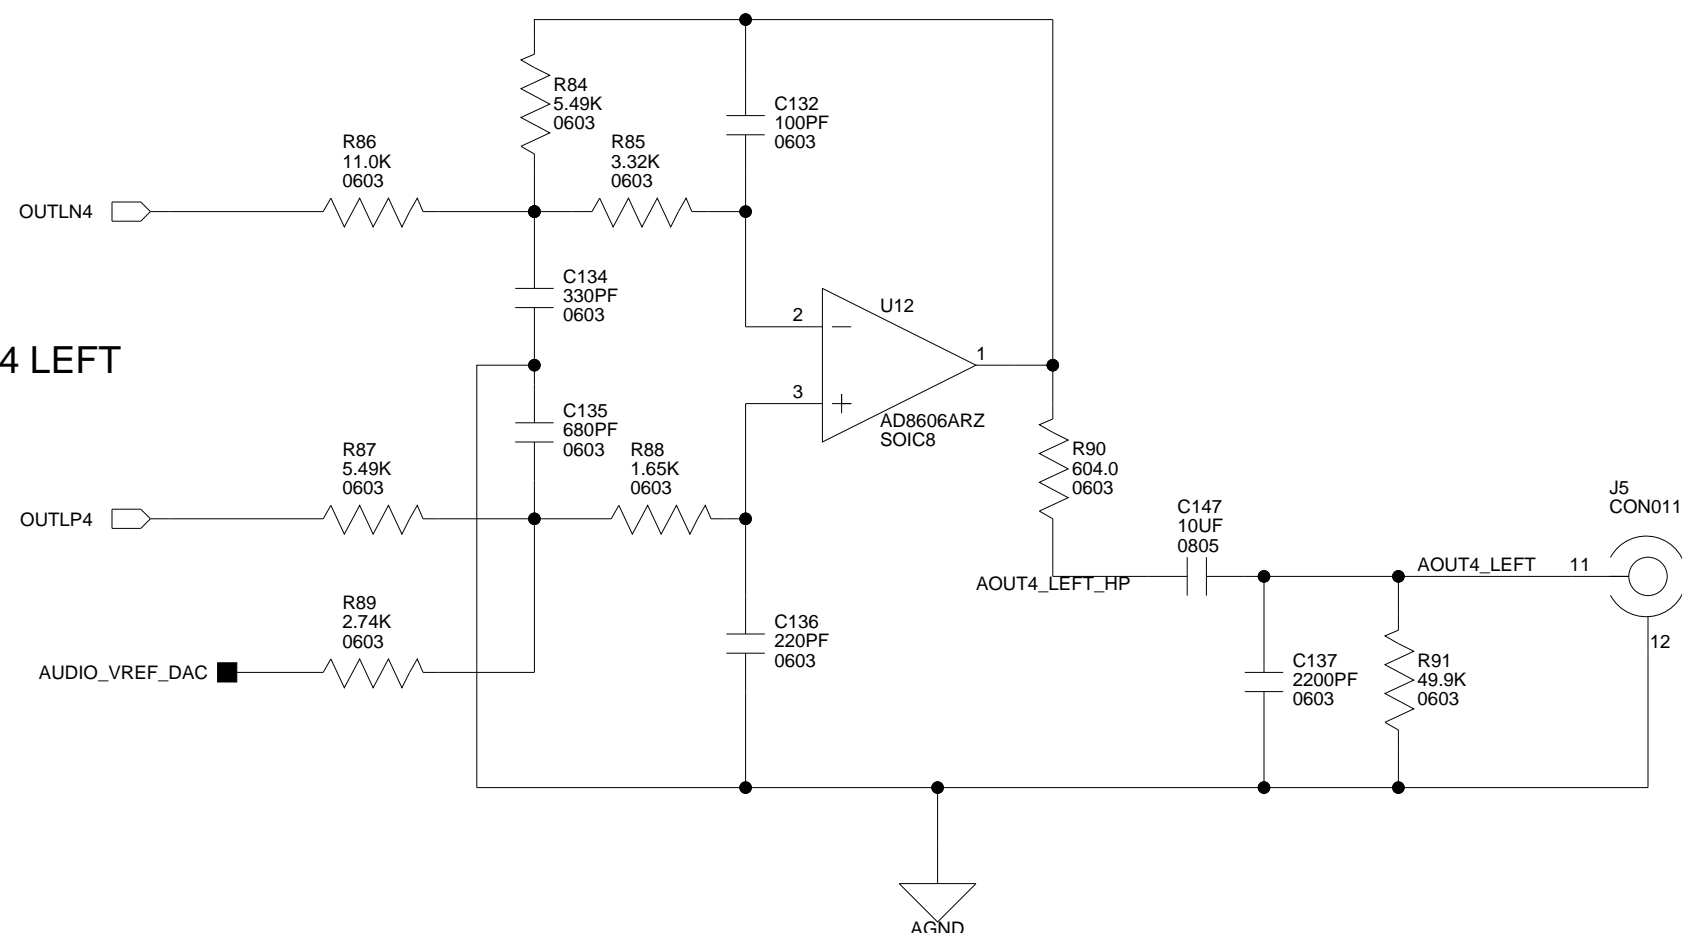 R84
5.49K
0603
C132
100PF
0603
R86
11.0K
0603
R85
3.32K
0603
OUTLN4
C134
330PF
0603
U12
2
1
3
4 LEFT
AD8606ARZ
SOIC8
C135
680PF
0603
R87
5.49K
0603
R88
1.65K
0603
OUTLP4
R90
604.0
0603
C147
10UF
0805
J5
CON011
AOUT4_LEFT_HP
AOUT4_LEFT
11
12
R89
2.74K
0603
AUDIO_VREF_DAC
C136
220PF
0603
C137
2200PF
0603
R91
49.9K
0603
AGND